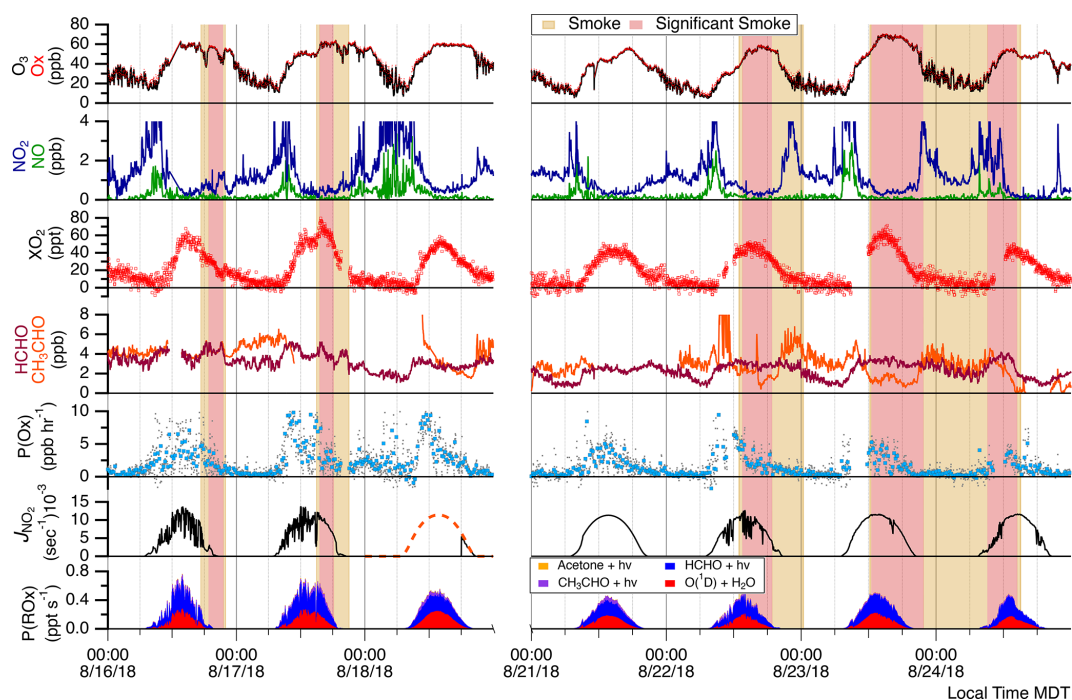 Smoke Significant Smoke
O₃
Ox
(ppb)
80
60
40
20
0
NO₂
NO
(ppb)
4
2
0
XO₂
(ppt)
80
60
40
20
0
HCHO
CH₃CHO
(ppb)
8
6
4
2
0
P(Ox)
(ppb hr⁻¹)
10
5
0
J_NO₂
(sec⁻¹)10⁻³
15
10
5
0
Acetone + hv HCHO + hv
CH₃CHO + hv O(¹D) + H₂O
P(ROx)
(ppt s⁻¹)
0.8
0.4
0.0
00:00 00:00 00:00 00:00 00:00 00:00 00:00
8/16/18 8/17/18 8/18/18 8/21/18 8/22/18 8/23/18 8/24/18
Local Time MDT